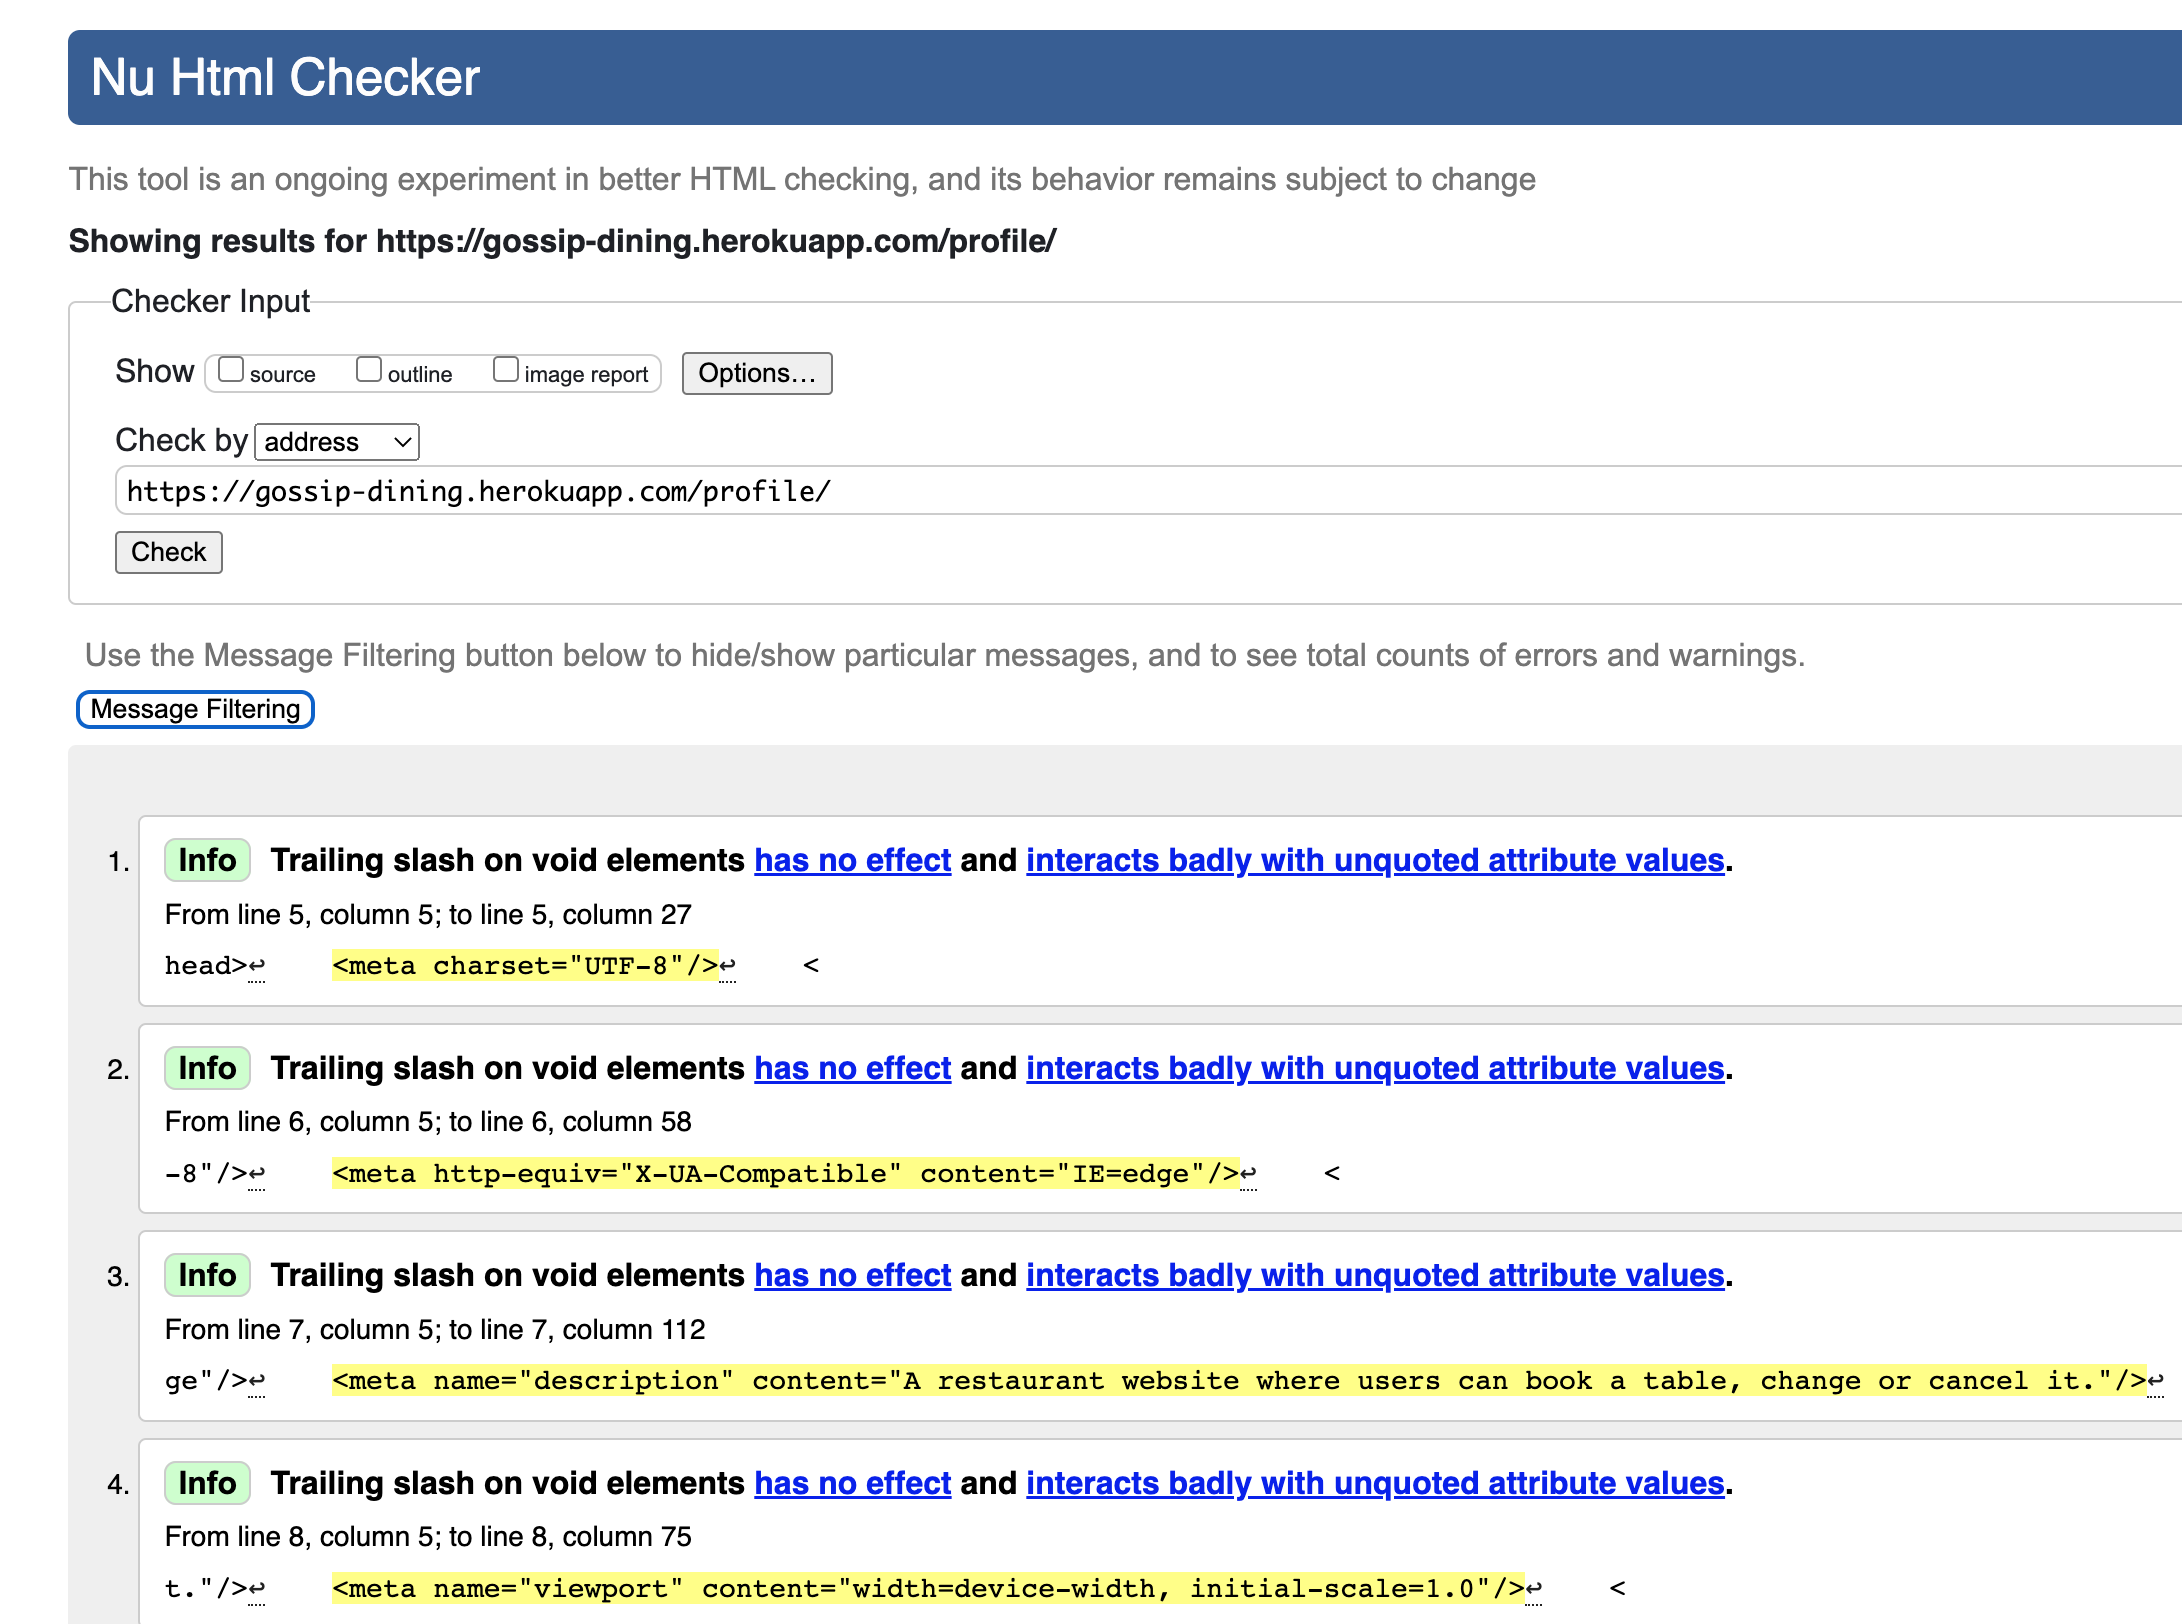 Nu Html Checker
This tool is an ongoing experiment in better HTML checking, and its behavior remains subject to change
Showing results for https://gossip-dining.herokuapp.com/profile/
Checker Input
Show source outline image report Options...
Check by address
https://gossip-dining.herokuapp.com/profile/
Check
Use the Message Filtering button below to hide/show particular messages, and to see total counts of errors and warnings.
Message Filtering
1. Info Trailing slash on void elements has no effect and interacts badly with unquoted attribute values.
From line 5, column 5; to line 5, column 27
head>↩ <meta charset="UTF-8"/>↩ <
2. Info Trailing slash on void elements has no effect and interacts badly with unquoted attribute values.
From line 6, column 5; to line 6, column 58
-8"/>↩ <meta http-equiv="X-UA-Compatible" content="IE=edge"/>↩ <
3. Info Trailing slash on void elements has no effect and interacts badly with unquoted attribute values.
From line 7, column 5; to line 7, column 112
ge"/>↩ <meta name="description" content="A restaurant website where users can book a table, change or cancel it."/>↩
4. Info Trailing slash on void elements has no effect and interacts badly with unquoted attribute values.
From line 8, column 5; to line 8, column 75
t."/>↩ <meta name="viewport" content="width=device-width, initial-scale=1.0"/>↩ <